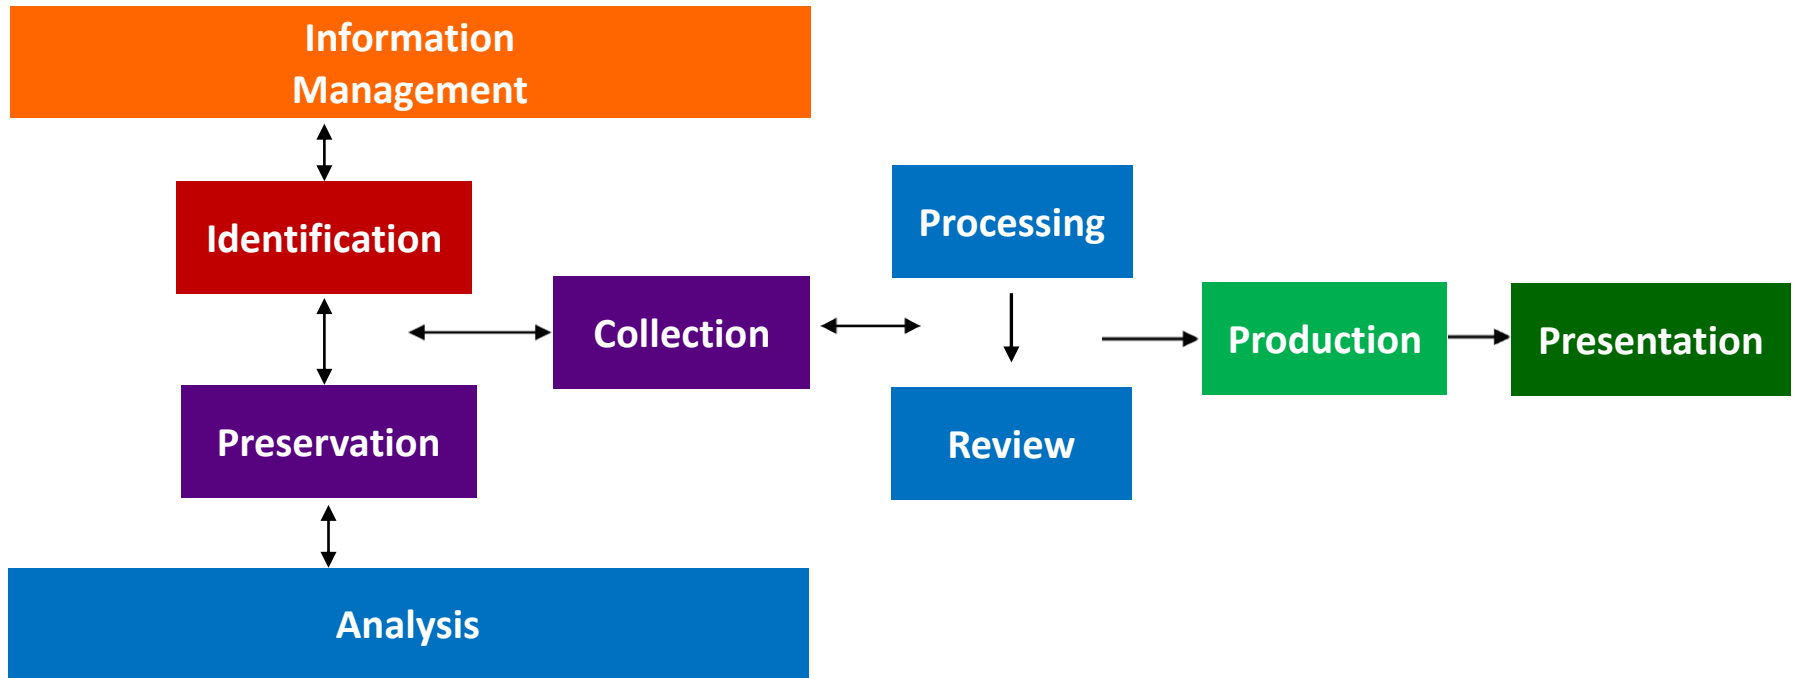 Information
Management
Identification
Preservation
Analysis
Collection
Processing
Review
Production
Presentation